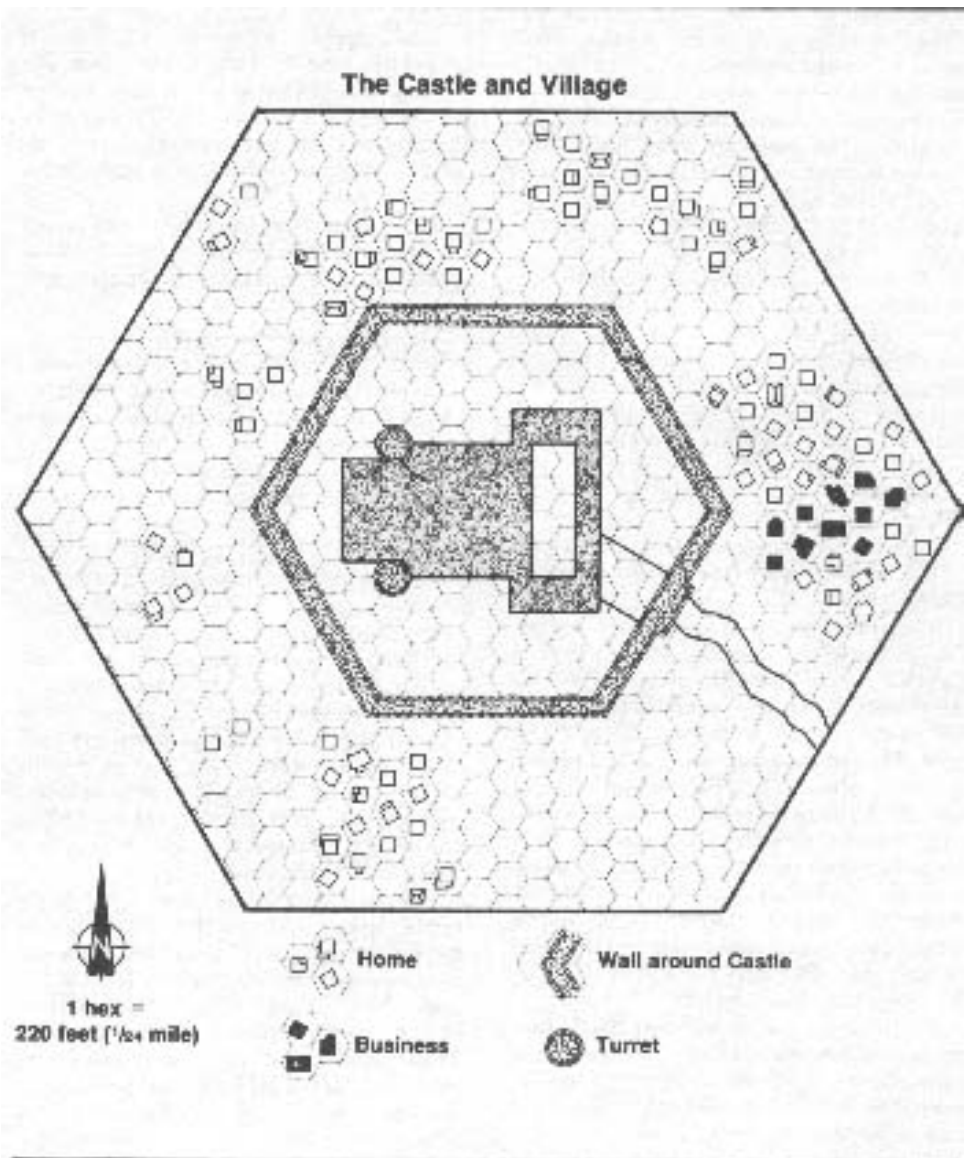 The Castle and Village
N
1 hex =
220 feet (1/24 mile)
Home
Wall around Castle
Business
Turret